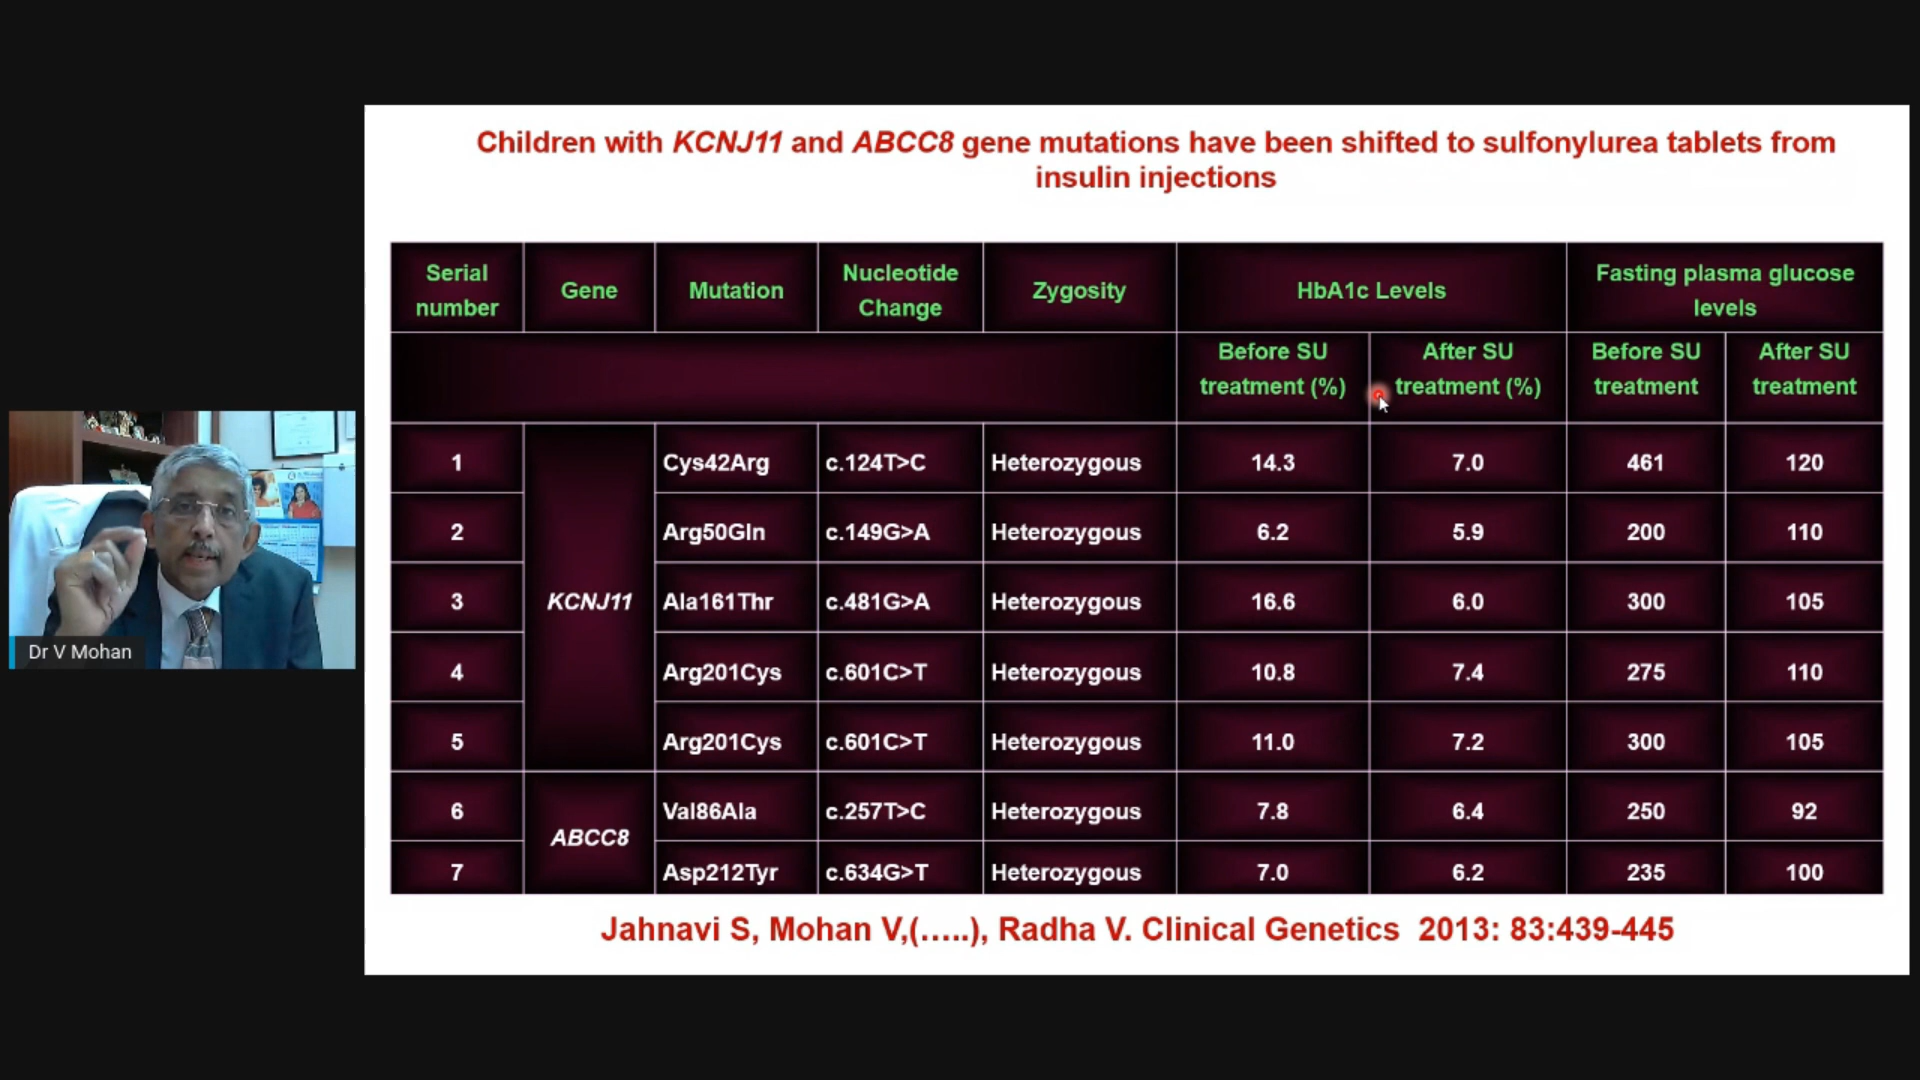 Children with KCNJ11 and ABCC8 gene mutations have been shifted to sulfonylurea tablets from
insulin injections
Serial number Gene Mutation Nucleotide Change Zygosity HbA1c Levels Fasting plasma glucose levels
Before SU treatment (%) After SU treatment (%) Before SU treatment After SU treatment
1 KCNJ11 Cys42Arg c.124T>C Heterozygous 14.3 7.0 461 120
2 Arg50Gln c.149G>A Heterozygous 6.2 5.9 200 110
3 Ala161Thr c.481G>A Heterozygous 16.6 6.0 300 105
4 Arg201Cys c.601C>T Heterozygous 10.8 7.4 275 110
5 Arg201Cys c.601C>T Heterozygous 11.0 7.2 300 105
6 ABCC8 Val86Ala c.257T>C Heterozygous 7.8 6.4 250 92
7 Asp212Tyr c.634G>T Heterozygous 7.0 6.2 235 100
Jahnavi S, Mohan V,(.....), Radha V. Clinical Genetics 2013: 83:439-445
Dr V Mohan